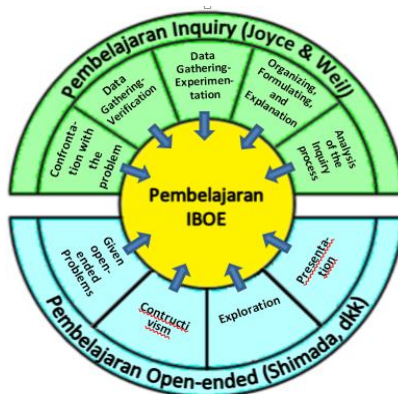 Pembelajaran Inquiry (Joyce & Weil)
Confronta-
tion with
the
problem
Data
Gathering-
Verification
Data
Gathering-
Experimen-
tation
Organizing,
Formulating,
and
Explanation
Analysis
of the
Inquiry
process
Pembelajaran
IBOE
Given
open-
ended
Problems
Contructi
vism
Exploration
Presenta-
tion
Pembelajaran Open-ended (Shimada, dkk)